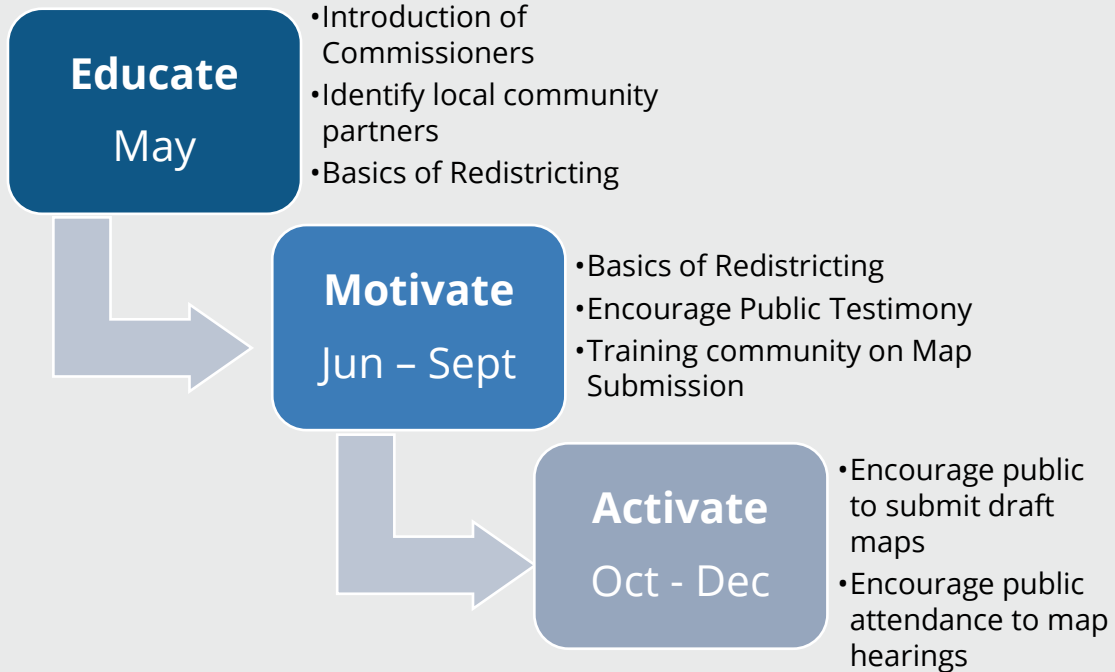 Educate
May
•Introduction of
Commissioners
•Identify local community
partners
•Basics of Redistricting
Motivate
Jun – Sept
•Basics of Redistricting
•Encourage Public Testimony
•Training community on Map
Submission
Activate
Oct - Dec
•Encourage public
to submit draft
maps
•Encourage public
attendance to map
hearings